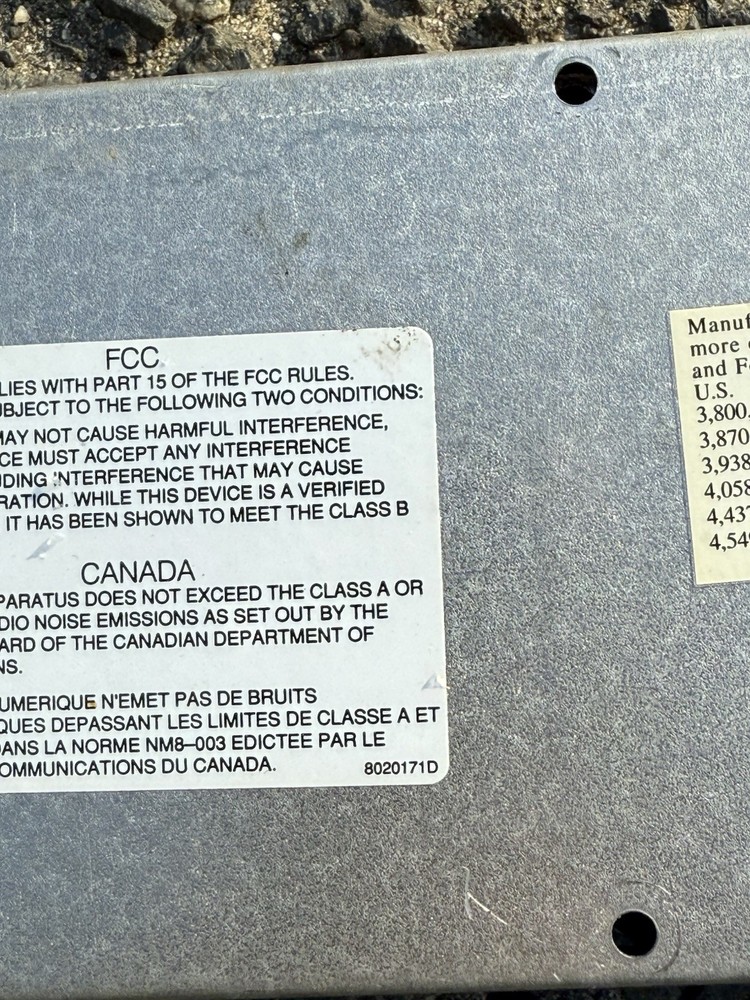 FCC
LIES WITH PART 15 OF THE FCC RULES.
UBJECT TO THE FOLLOWING TWO CONDITIONS:
MAY NOT CAUSE HARMFUL INTERFERENCE,
CE MUST ACCEPT ANY INTERFERENCE
UDING INTERFERENCE THAT MAY CAUSE
RATION. WHILE THIS DEVICE IS A VERIFIED
IT HAS BEEN SHOWN TO MEET THE CLASS B
CANADA
PARATUS DOES NOT EXCEED THE CLASS A OR
DIO NOISE EMISSIONS AS SET OUT BY THE
ARD OF THE CANADIAN DEPARTMENT OF
NS.
UMERIQUE N'EMET PAS DE BRUITS
QUES DEPASSANT LES LIMITES DE CLASSE A ET
DANS LA NORME NM8-003 EDICTEE PAR LE
OMMUNICATIONS DU CANADA.
8020171D
Manuf
more
and F
U.S.
3,800,
3,870
3,938
4,058
4,437
4,549